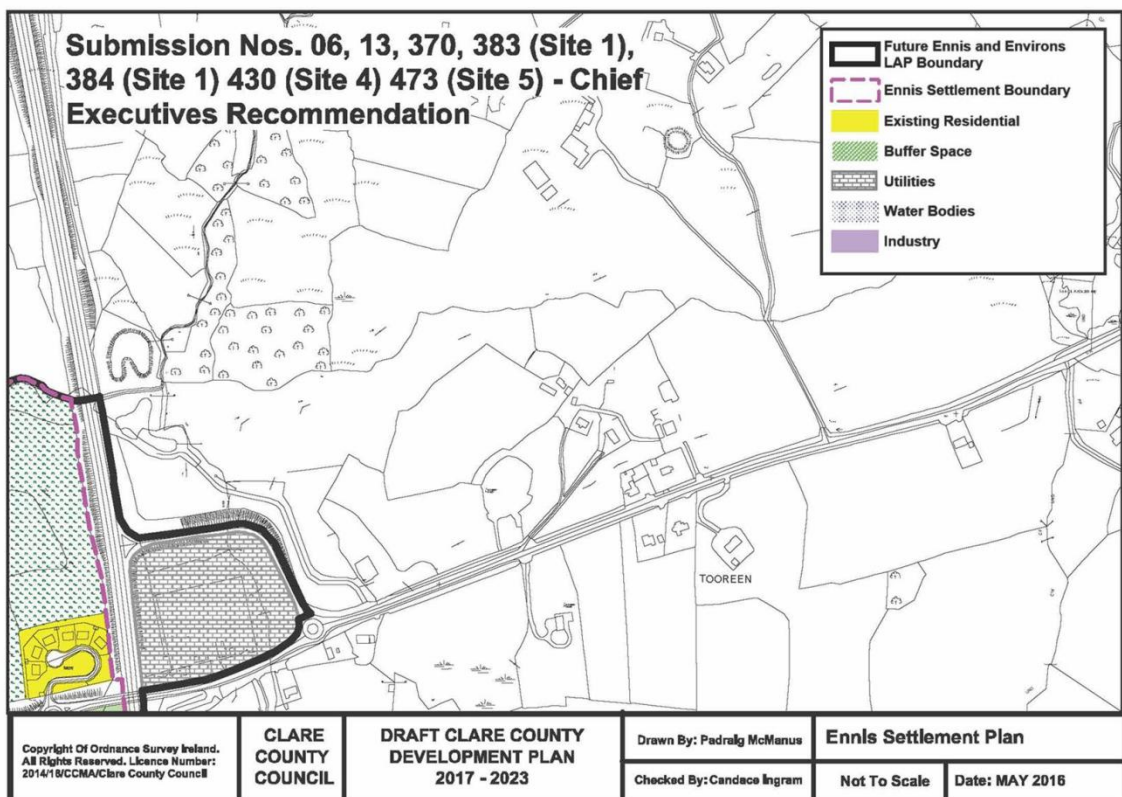 Submission Nos. 06, 13, 370, 383 (Site 1),
384 (Site 1) 430 (Site 4) 473 (Site 5) - Chief
Executives Recommendation
Future Ennis and Environs
LAP Boundary
Ennis Settlement Boundary
Existing Residential
Buffer Space
Utilities
Water Bodies
Industry
TOOREEN
Copyright Of Ordnance Survey Ireland.
All Rights Reserved. Licence Number:
2014/18/CCMA/Clare County Council
CLARE
COUNTY
COUNCIL
DRAFT CLARE COUNTY
DEVELOPMENT PLAN
2017 - 2023
Drawn By: Padraig McManus
Checked By: Candace Ingram
Ennis Settlement Plan
Not To Scale
Date: MAY 2016